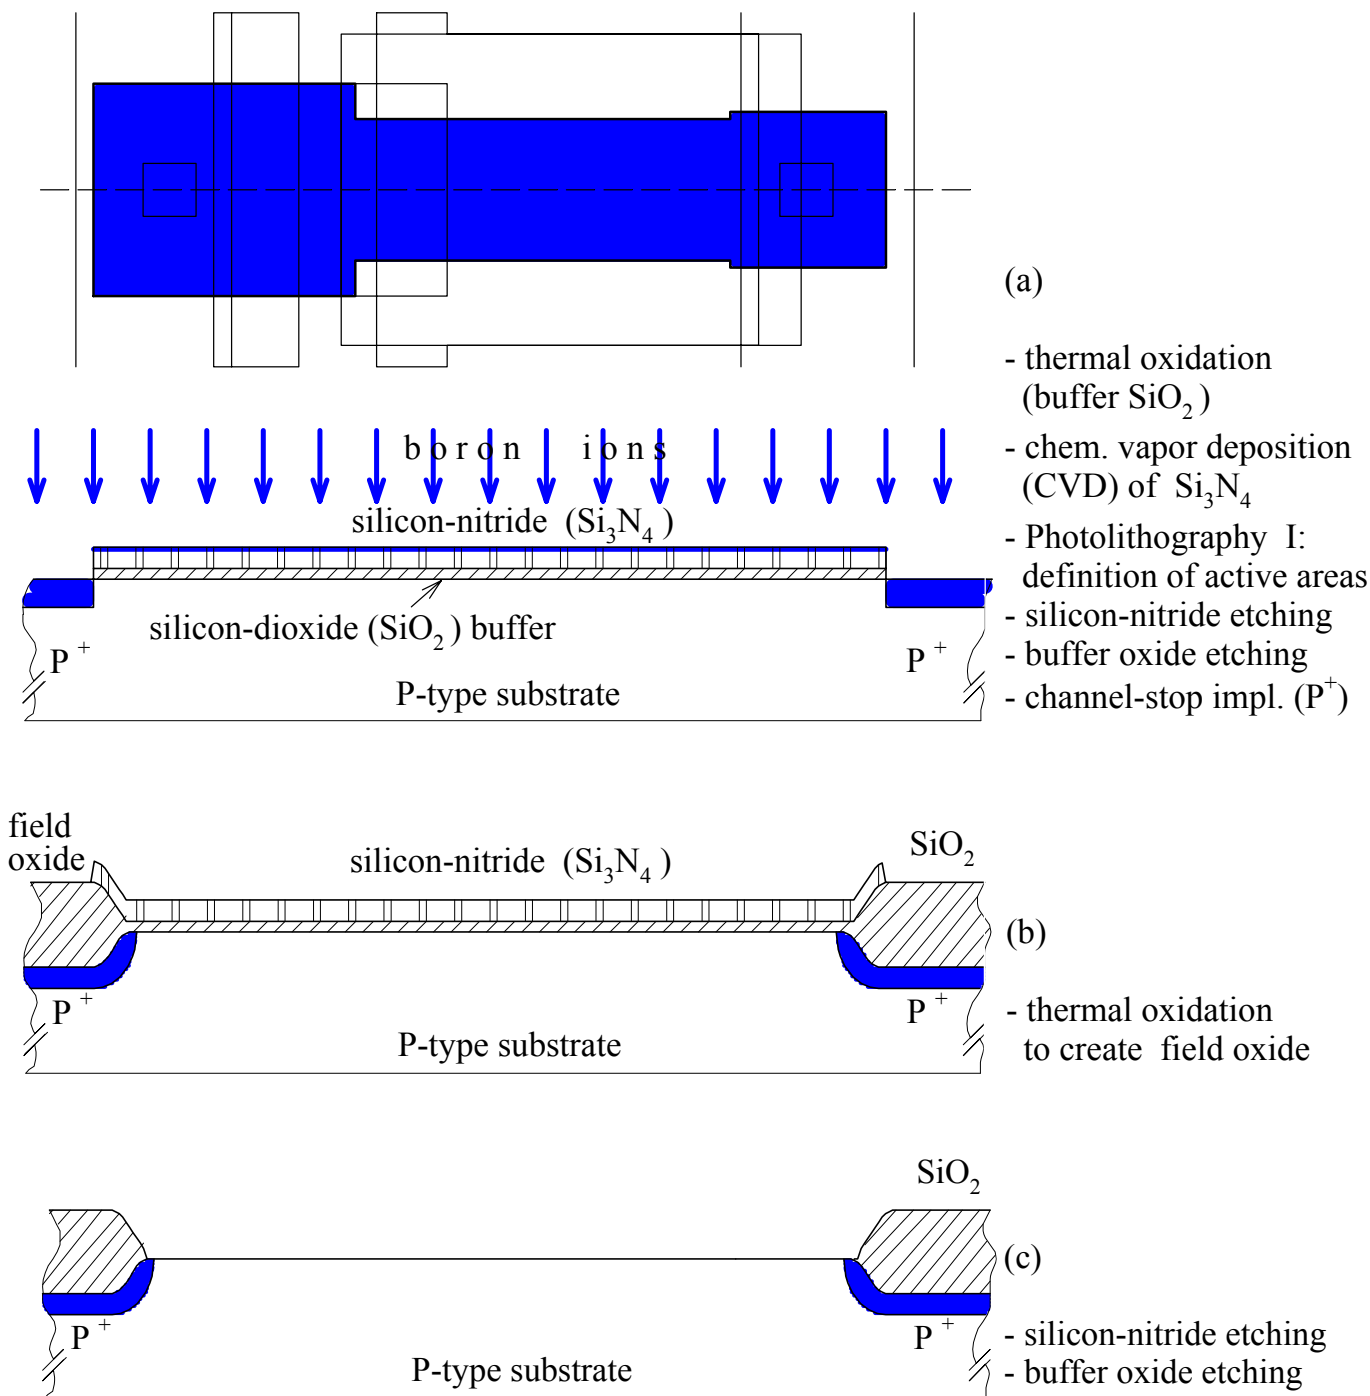 (a)
- thermal oxidation
(buffer SiO₂ )
- chem. vapor deposition
(CVD) of Si₃N₄
- Photolithography I:
definition of active areas
- silicon-nitride etching
- buffer oxide etching
- channel-stop impl. (P⁺)
b o r o n i o n s
silicon-nitride (Si₃N₄ )
silicon-dioxide (SiO₂ ) buffer
P ⁺
P ⁺
P-type substrate
field
oxide
silicon-nitride (Si₃N₄ )
SiO₂
(b)
P ⁺
P ⁺
- thermal oxidation
to create field oxide
P-type substrate
SiO₂
(c)
P ⁺
P ⁺
- silicon-nitride etching
- buffer oxide etching
P-type substrate